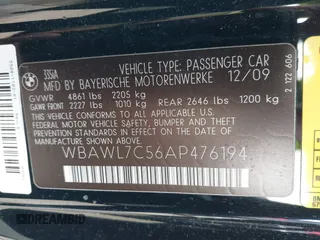 335iA
VEHICLE TYPE: PASSENGER CAR
MFG BY BAYERISCHE MOTORENWERKE 12/09
GVWR 4861 lbs 2205 kg
GAWR FRONT 2227 lbs 1010 kg REAR 2646 lbs 1200 kg
THIS VEHICLE CONFORMS TO ALL APPLICABLE
FEDERAL MOTOR VEHICLE SAFETY, BUMPER
AND THEFT PREVENTION STANDARDS IN EFFECT
ON THE DATE OF MANUFACTURE
SHOWN ABOVE.
WBAWL7C56AP476194
2 122 606
DREAMBID